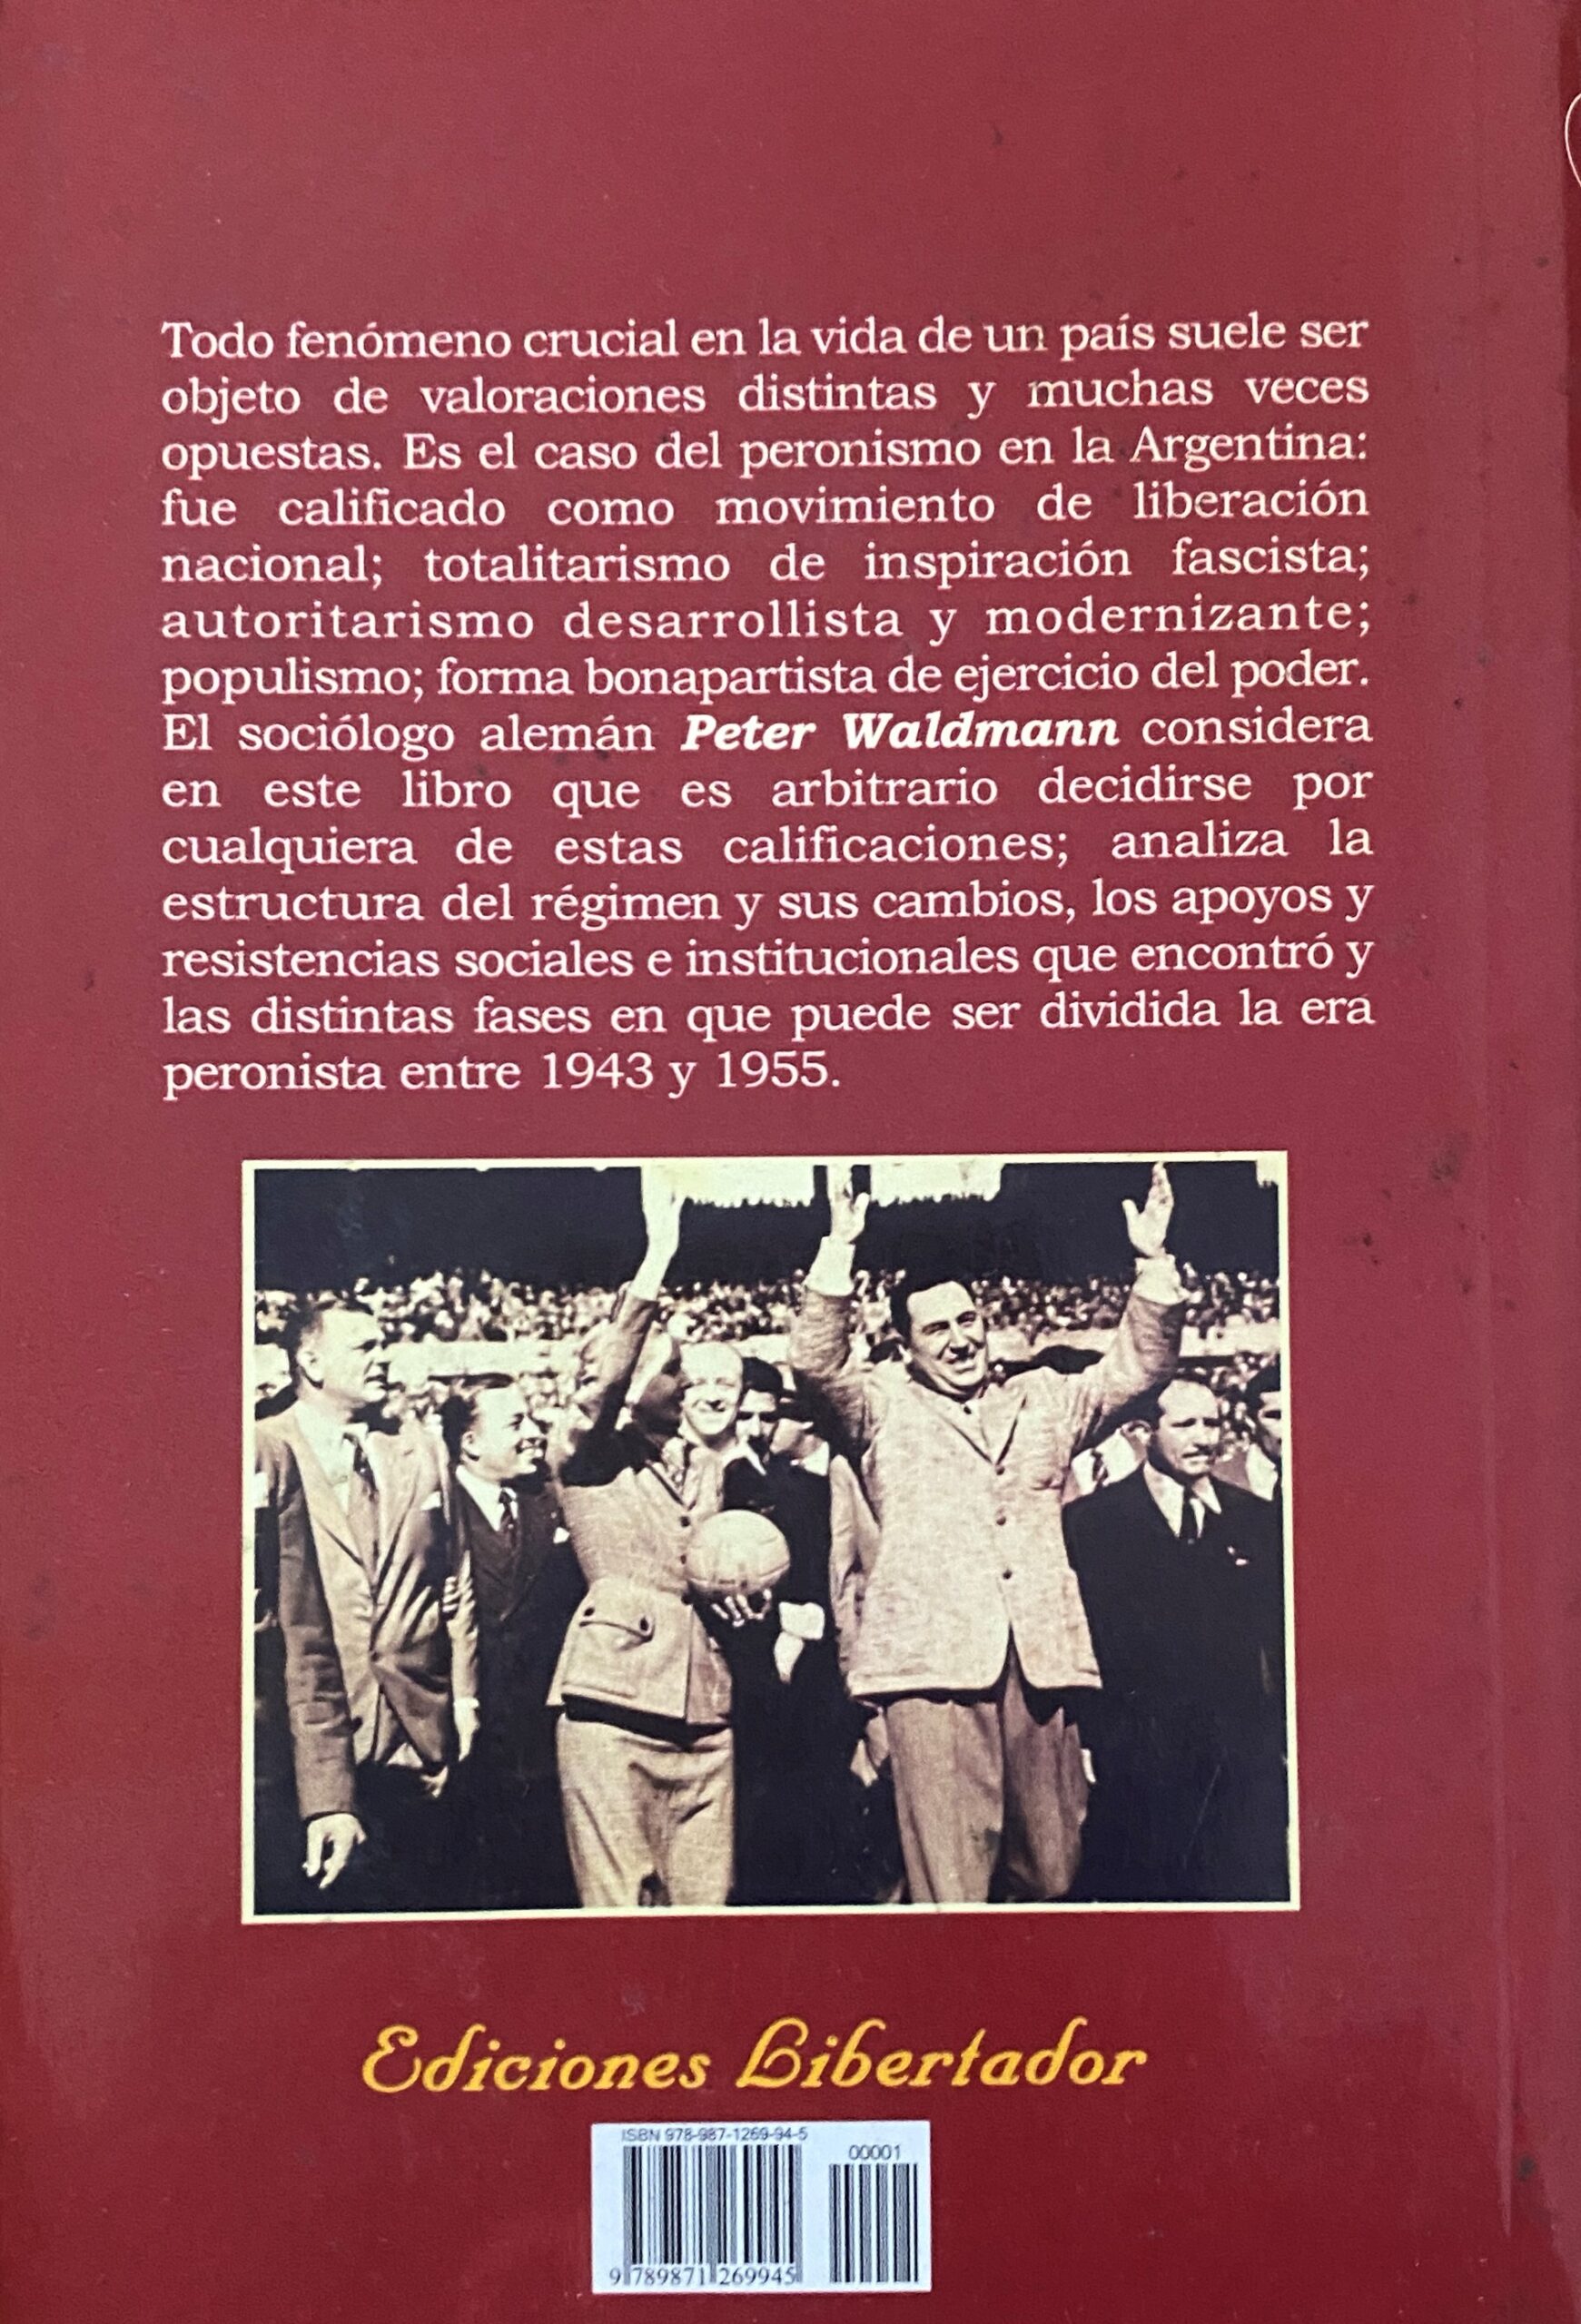 Todo fenómeno crucial en la vida de un país suele ser
objeto de valoraciones distintas y muchas veces
opuestas. Es el caso del peronismo en la Argentina:
fue calificado como movimiento de liberación
nacional; totalitarismo de inspiración fascista;
autoritarismo desarrollista y modernizante;
populismo; forma bonapartista de ejercicio del poder.
El sociólogo alemán Peter Waldmann considera
en este libro que es arbitrario decidirse por
cualquiera de estas calificaciones; analiza la
estructura del régimen y sus cambios, los apoyos y
resistencias sociales e institucionales que encontró y
las distintas fases en que puede ser dividida la era
peronista entre 1943 y 1955.
Ediciones Libertador
ISBN 978-987-1269-94-5
00001
9 789871 269945